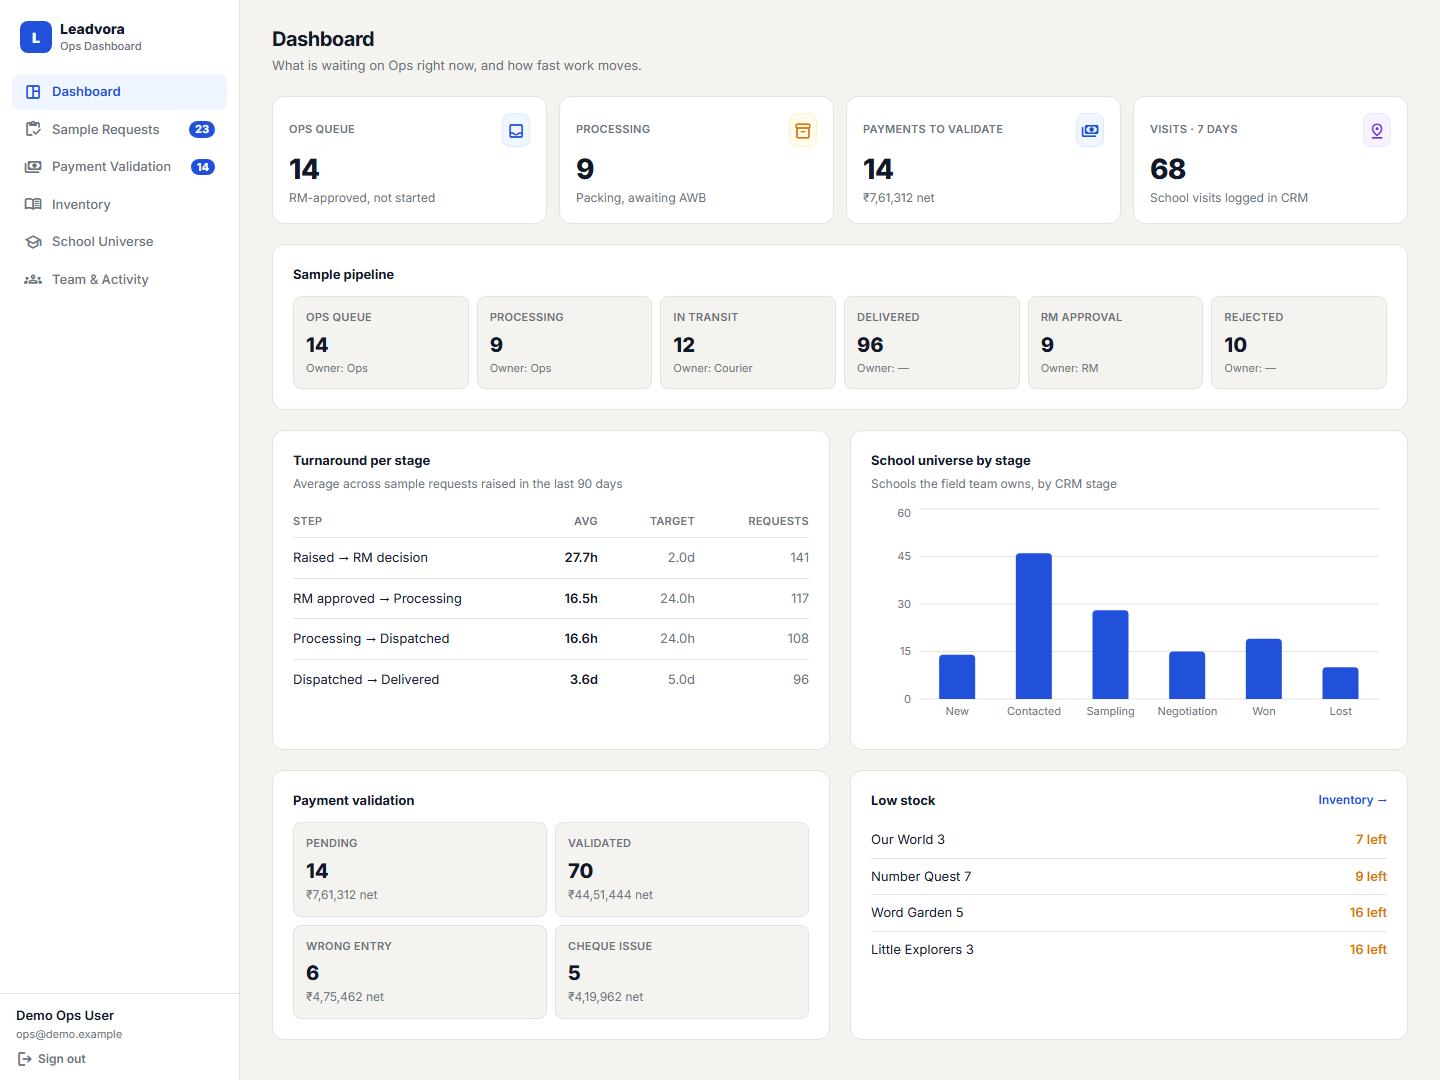 L
Leadvora
Ops Dashboard
Dashboard
Sample Requests 23
Payment Validation 14
Inventory
School Universe
Team & Activity
Demo Ops User
ops@demo.example
Sign out
Dashboard
What is waiting on Ops right now, and how fast work moves.
OPS QUEUE
14
RM-approved, not started
PROCESSING
9
Packing, awaiting AWB
PAYMENTS TO VALIDATE
14
₹7,61,312 net
VISITS · 7 DAYS
68
School visits logged in CRM
Sample pipeline
OPS QUEUE
14
Owner: Ops
PROCESSING
9
Owner: Ops
IN TRANSIT
12
Owner: Courier
DELIVERED
96
Owner: —
RM APPROVAL
9
Owner: RM
REJECTED
10
Owner: —
Turnaround per stage
Average across sample requests raised in the last 90 days
STEP AVG TARGET REQUESTS
Raised → RM decision 27.7h 2.0d 141
RM approved → Processing 16.5h 24.0h 117
Processing → Dispatched 16.6h 24.0h 108
Dispatched → Delivered 3.6d 5.0d 96
School universe by stage
Schools the field team owns, by CRM stage
60
45
30
15
0
New Contacted Sampling Negotiation Won Lost
Payment validation
PENDING
14
₹7,61,312 net
VALIDATED
70
₹44,51,444 net
WRONG ENTRY
6
₹4,75,462 net
CHEQUE ISSUE
5
₹4,19,962 net
Low stock Inventory →
Our World 3 7 left
Number Quest 7 9 left
Word Garden 5 16 left
Little Explorers 3 16 left